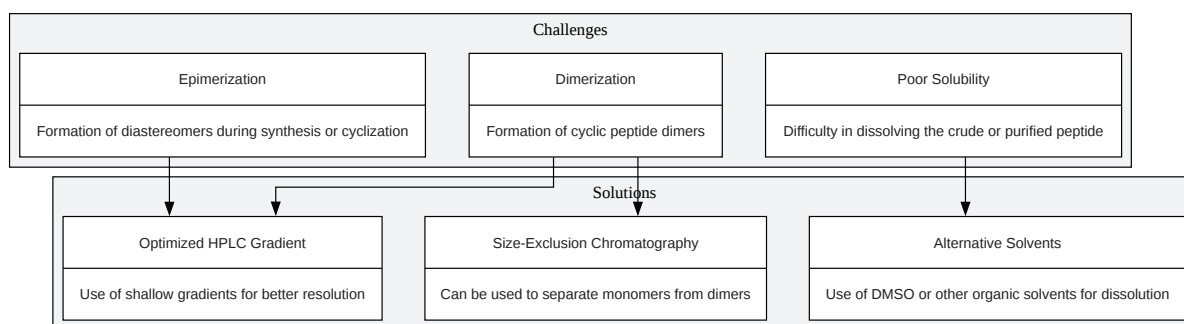 Challenges
Epimerization
Dimerization
Poor Solubility
Formation of diastereomers during synthesis or cyclization
Formation of cyclic peptide dimers
Difficulty in dissolving the crude or purified peptide
Solutions
Optimized HPLC Gradient
Size-Exclusion Chromatography
Alternative Solvents
Use of shallow gradients for better resolution
Can be used to separate monomers from dimers
Use of DMSO or other organic solvents for dissolution